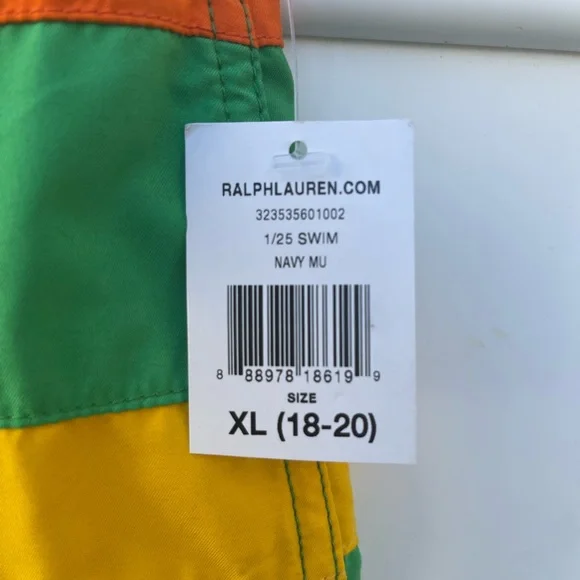 RALPHLAUREN.COM
323535601002
1/25 SWIM
NAVY MU
8 88978 18619 9
SIZE
XL (18-20)